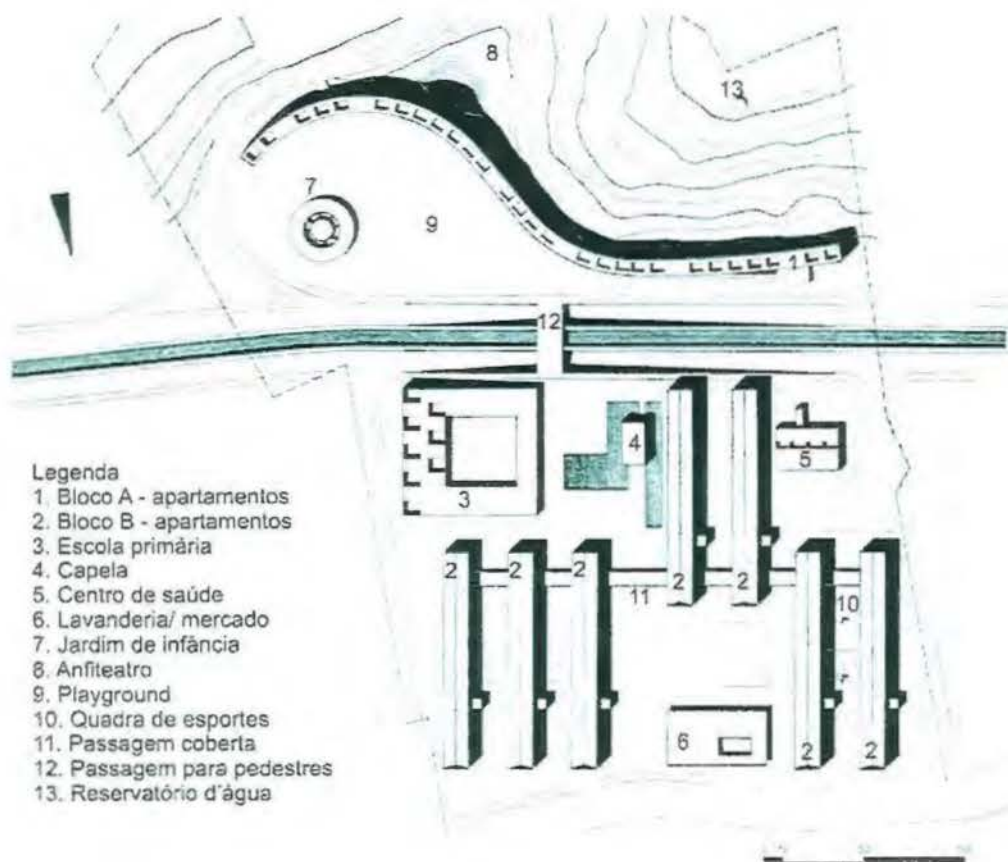 8
13
7
9
1
12
4
5
3
Legenda
1. Bloco A - apartamentos
2. Bloco B - apartamentos
3. Escola primária
4. Capela
5. Centro de saúde
6. Lavanderia/ mercado
7. Jardim de infância
8. Anfiteatro
9. Playground
10. Quadra de esportes
11. Passagem coberta
12. Passagem para pedestres
13. Reservatório d'água
2 2 2 2 2
11 10
6 2 2